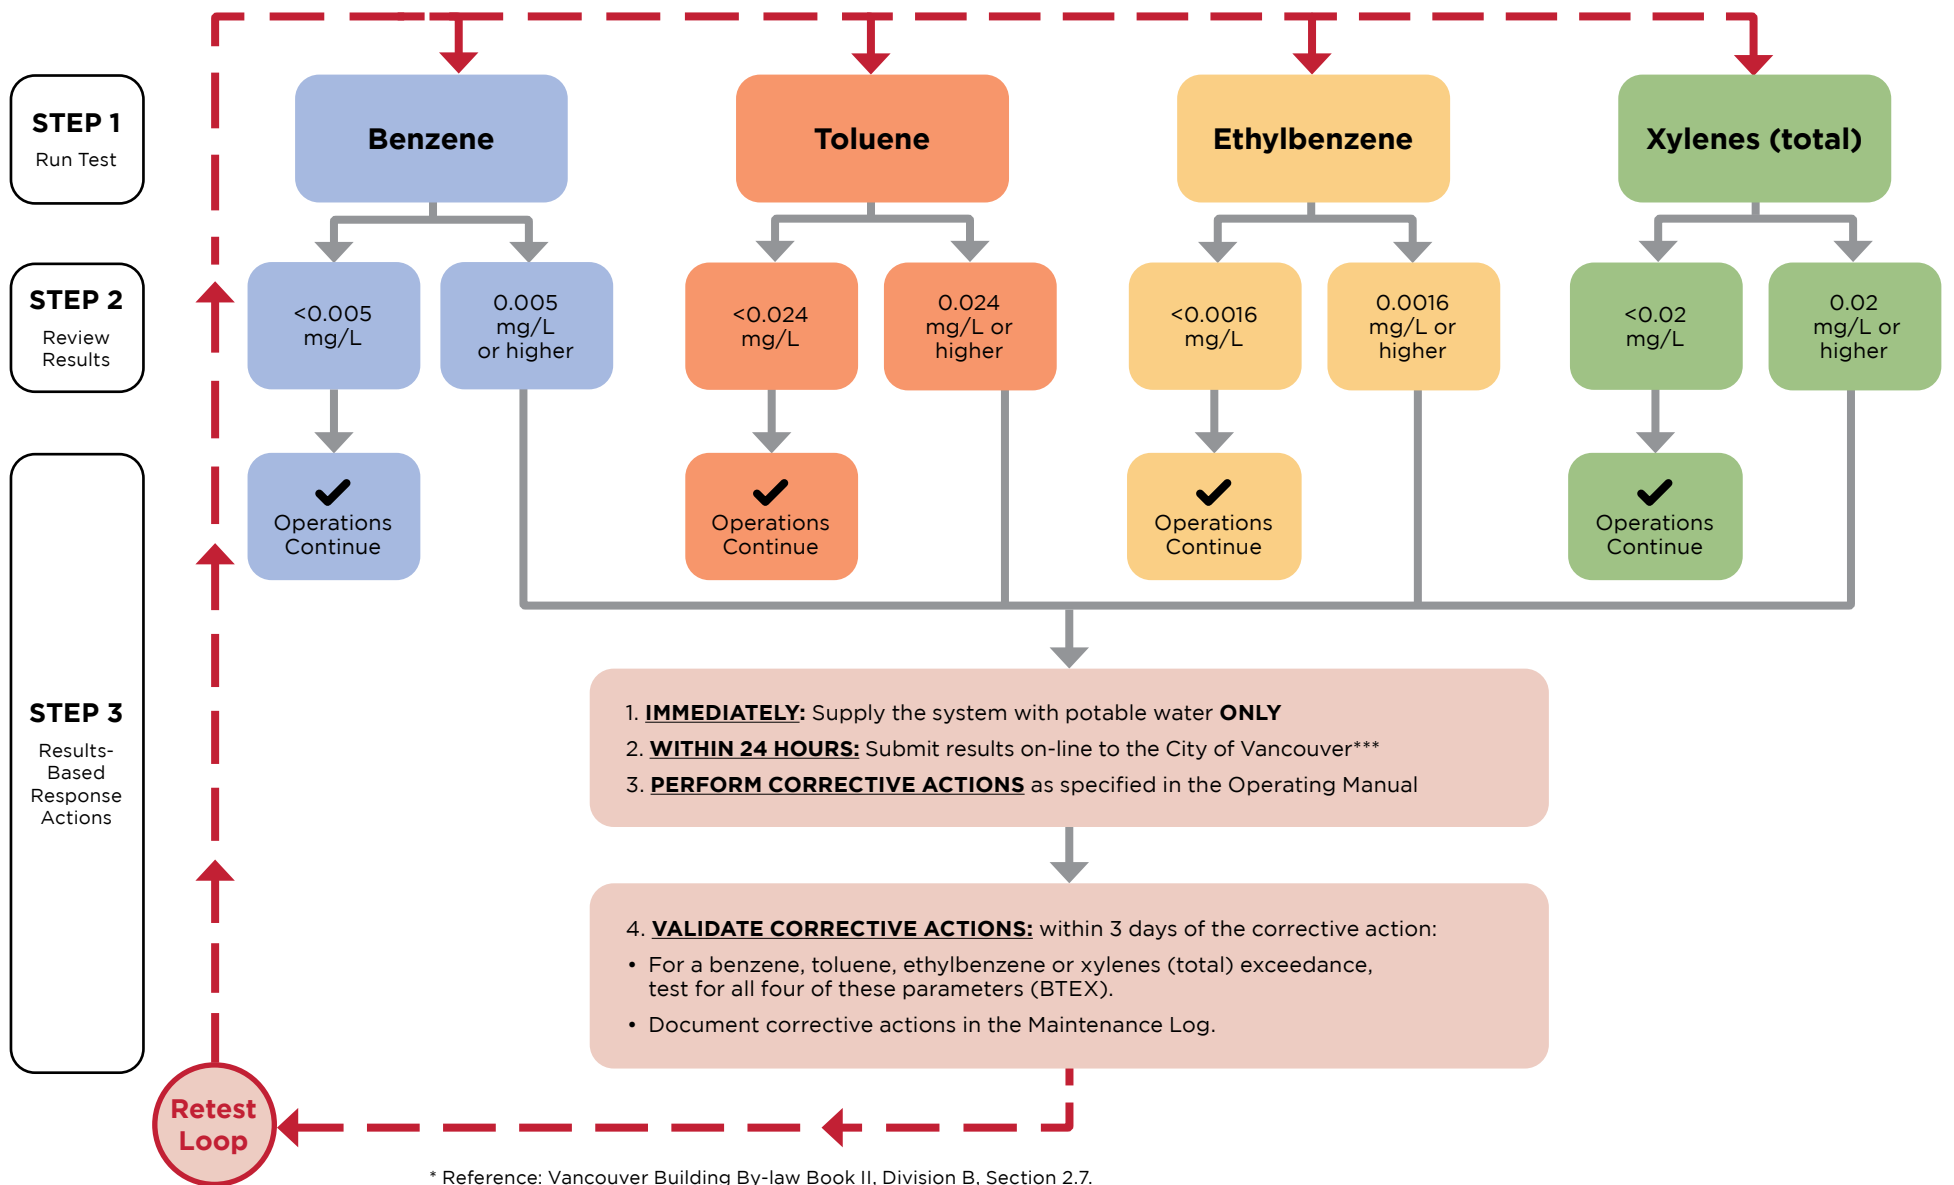 STEP 1
Run Test
Benzene
Toluene
Ethylbenzene
Xylenes (total)
STEP 2
Review
Results
<0.005
mg/L
0.005
mg/L
or higher
<0.024
mg/L
0.024
mg/L or
higher
<0.0016
mg/L
0.0016
mg/L or
higher
<0.02
mg/L
0.02
mg/L or
higher
STEP 3
Results-
Based
Response
Actions
Operations
Continue
Operations
Continue
Operations
Continue
Operations
Continue
1. IMMEDIATELY: Supply the system with potable water ONLY
2. WITHIN 24 HOURS: Submit results on-line to the City of Vancouver***
3. PERFORM CORRECTIVE ACTIONS as specified in the Operating Manual
4. VALIDATE CORRECTIVE ACTIONS: within 3 days of the corrective action:
• For a benzene, toluene, ethylbenzene or xylenes (total) exceedance,
test for all four of these parameters (BTEX).
• Document corrective actions in the Maintenance Log.
Retest
Loop
* Reference: Vancouver Building By-law Book II, Division B, Section 2.7.